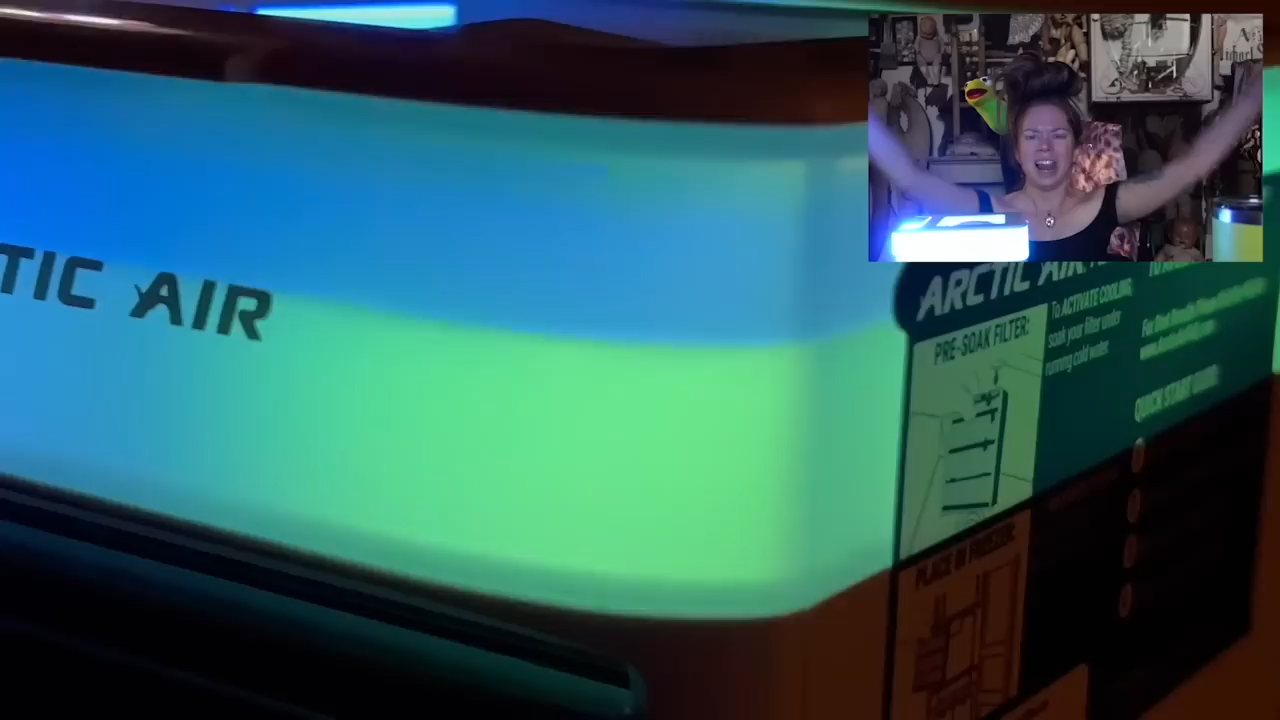 TIC AIR
ARCTIC AIR
PRE-SOAK FILTER:
To ACTIVATE COOLING,
soak your filter under
running cold water.
QUICK START GUIDE:
PLACE IN FREEZER: